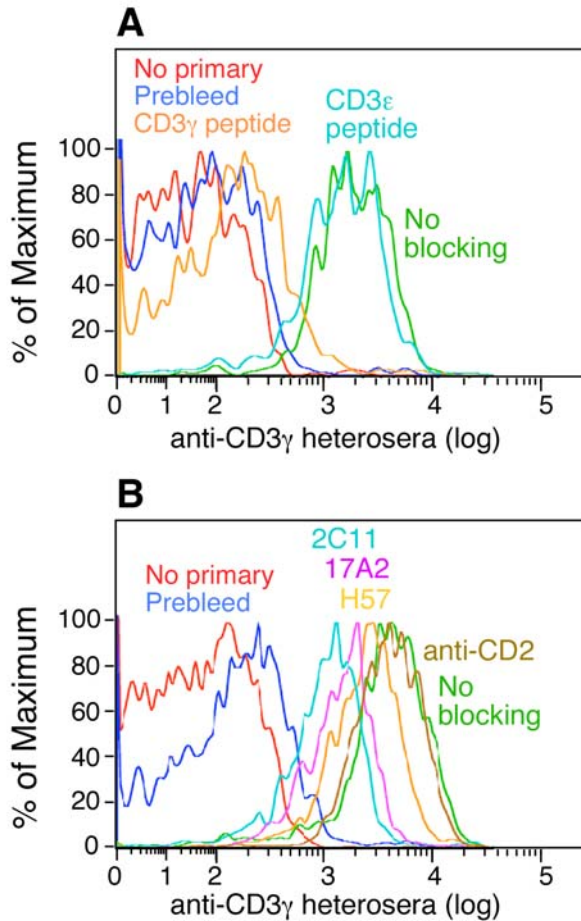 A
No primary
Prebleed
CD3γ peptide
CD3ε
peptide
No
blocking
% of Maximum
100
80
60
40
20
0
0 1 2 3 4 5
anti-CD3γ heterosera (log)
B
2C11
17A2
H57
No primary
Prebleed
anti-CD2
No
blocking
% of Maximum
100
80
60
40
20
0
0 1 2 3 4 5
anti-CD3γ heterosera (log)